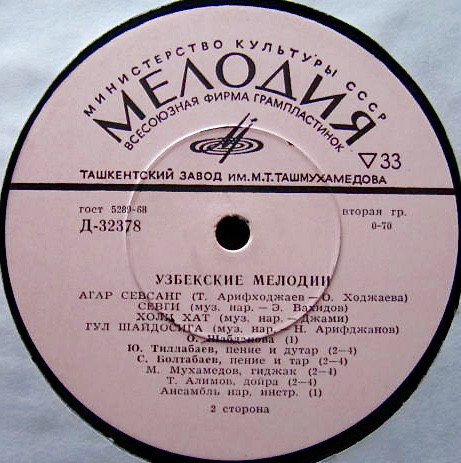 МИНИСТЕРСТВО КУЛЬТУРЫ СССР
МЕЛОДИЯ
ВСЕСОЮЗНАЯ ФИРМА ГРАМПЛАСТИНОК
▽33
ТАШКЕНТСКИЙ ЗАВОД ИМ. М.Т. ТАШМУХАМЕДОВА
гост 5289-68
вторая гр.
Д-32378
0-70
УЗБЕКСКИЕ МЕЛОДИИ
АГАР СЕВСАНГ (Т. Арифходжаев — О. Ходжаева)
СЕВГИ (муз. нар. — Э. Вахидов)
ХОЛИ ХАТ (муз. нар. — Джами)
ГУЛ ШАЙДОСИГА (муз. нар. — Н. Арифджанов)
О. Шабданова (1)
Ю. Тиллабаев, пение и дутар (2—4)
С. Болтабаев, пение и тар (2—4)
М. Мухамедов, гиджак (2—4)
Т. Алимов, дойра (2—4)
Ансамбль нар. инстр. (1)
2 сторона